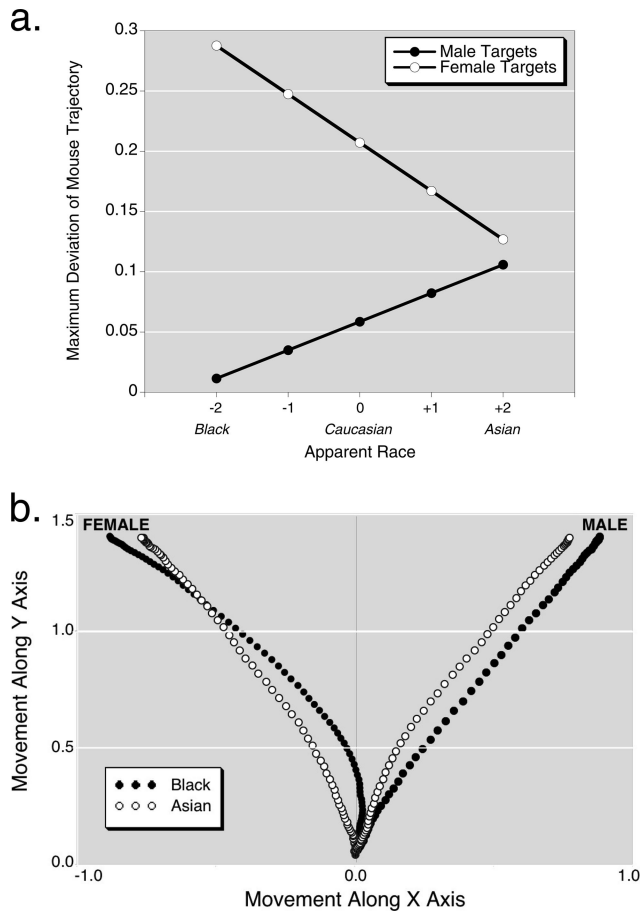 a.
0.3
0.25
0.2
0.15
0.1
0.05
0
Maximum Deviation of Mouse Trajectory
Male Targets
Female Targets
-2 -1 0 +1 +2
Black Caucasian Asian
Apparent Race
b.
1.5
1.0
0.5
0.0
Movement Along Y Axis
FEMALE MALE
Black
Asian
-1.0 0.0 1.0
Movement Along X Axis